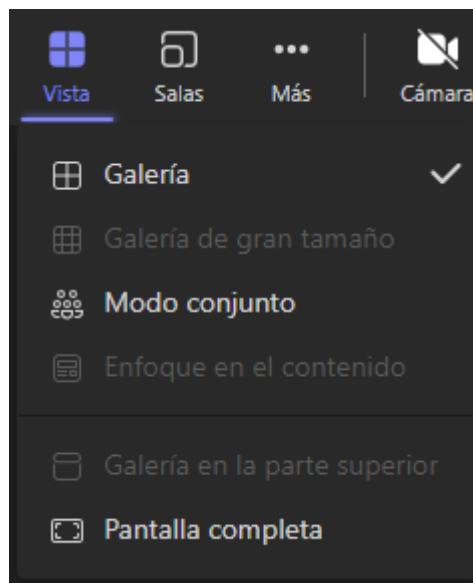 Vista Salas Más Cámara
Galería
Galería de gran tamaño
Modo conjunto
Enfoque en el contenido
Galería en la parte superior
Pantalla completa